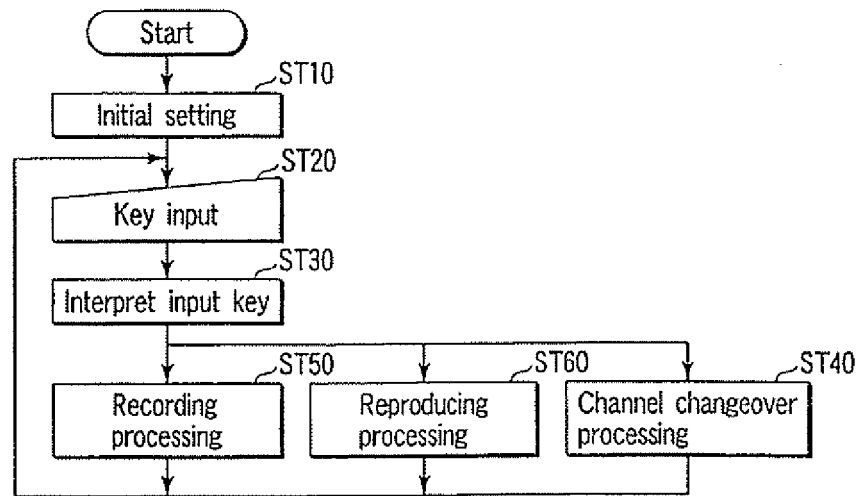 Start
ST10
Initial setting
ST20
Key input
ST30
Interpret input key
ST50
Recording
processing
ST60
Reproducing
processing
ST40
Channel changeover
processing